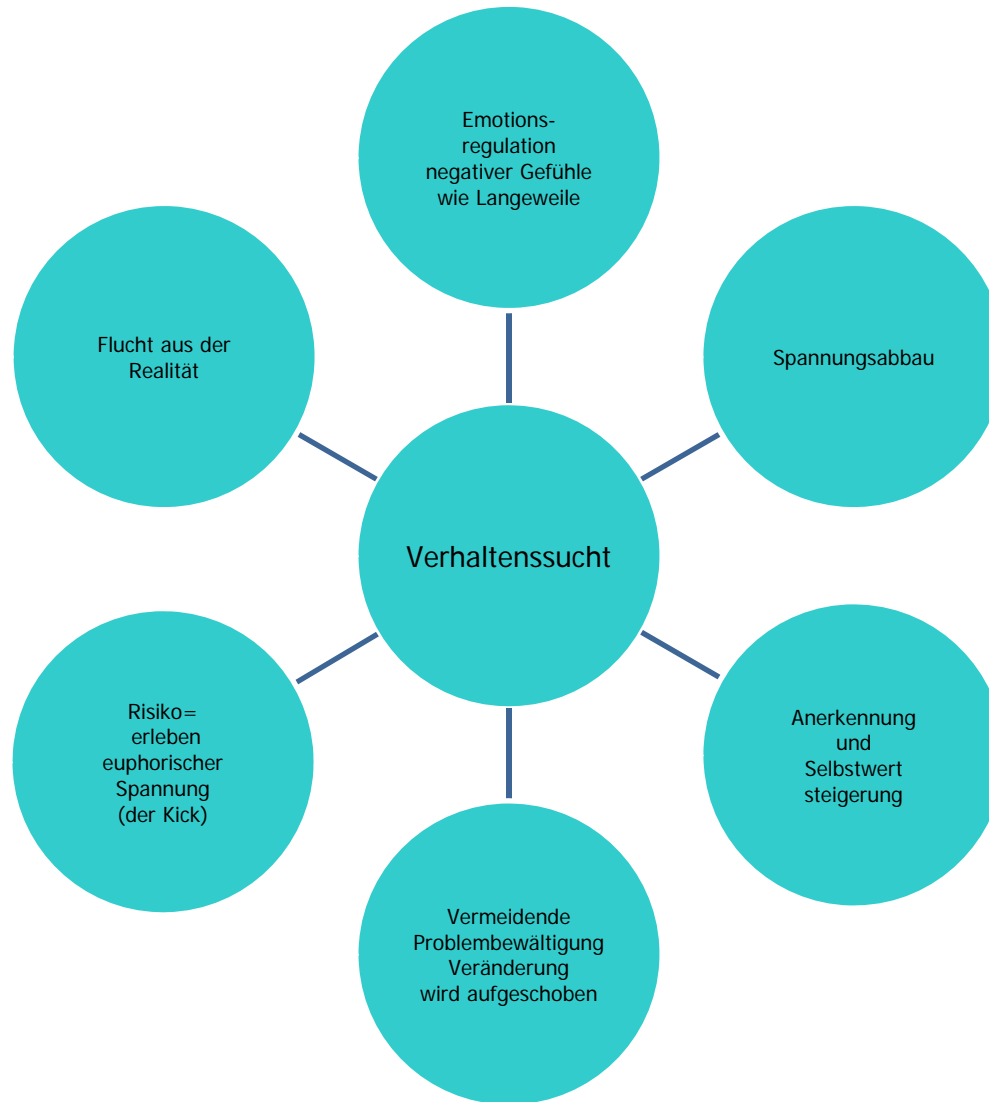 Emotions-
regulation
negativer Gefühle
wie Langeweile
Flucht aus der
Realität
Spannungsabbau
Verhaltenssucht
Risiko=
erleben
euphorischer
Spannung
(der Kick)
Anerkennung
und
Selbstwert
steigerung
Vermeidende
Problembewältigung
Veränderung
wird aufgeschoben